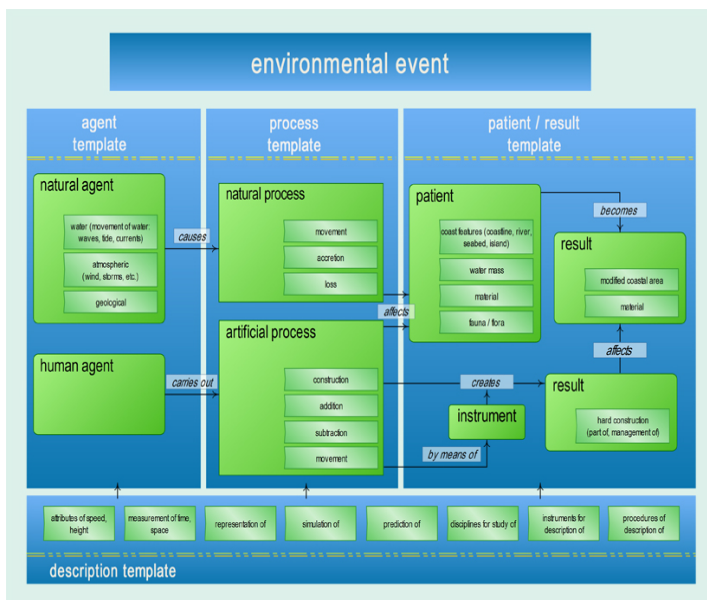 environmental event
agent
template
process
template
patient / result
template
natural agent
water (movement of water:
waves, tide, currents)
atmospheric
(wind, storms, etc.)
geological
causes
natural process
movement
accretion
loss
patient
coast features (coastline, river,
seabed, island)
water mass
material
fauna / flora
becomes
result
modified coastal area
material
affects
human agent
carries out
artificial process
construction
addition
subtraction
movement
creates
instrument
by means of
affects
result
hard construction
(part of, management of)
attributes of speed,
height
measurement of time,
space
representation of
simulation of
prediction of
disciplines for study of
instruments for
description of
procedures of
description of
description template